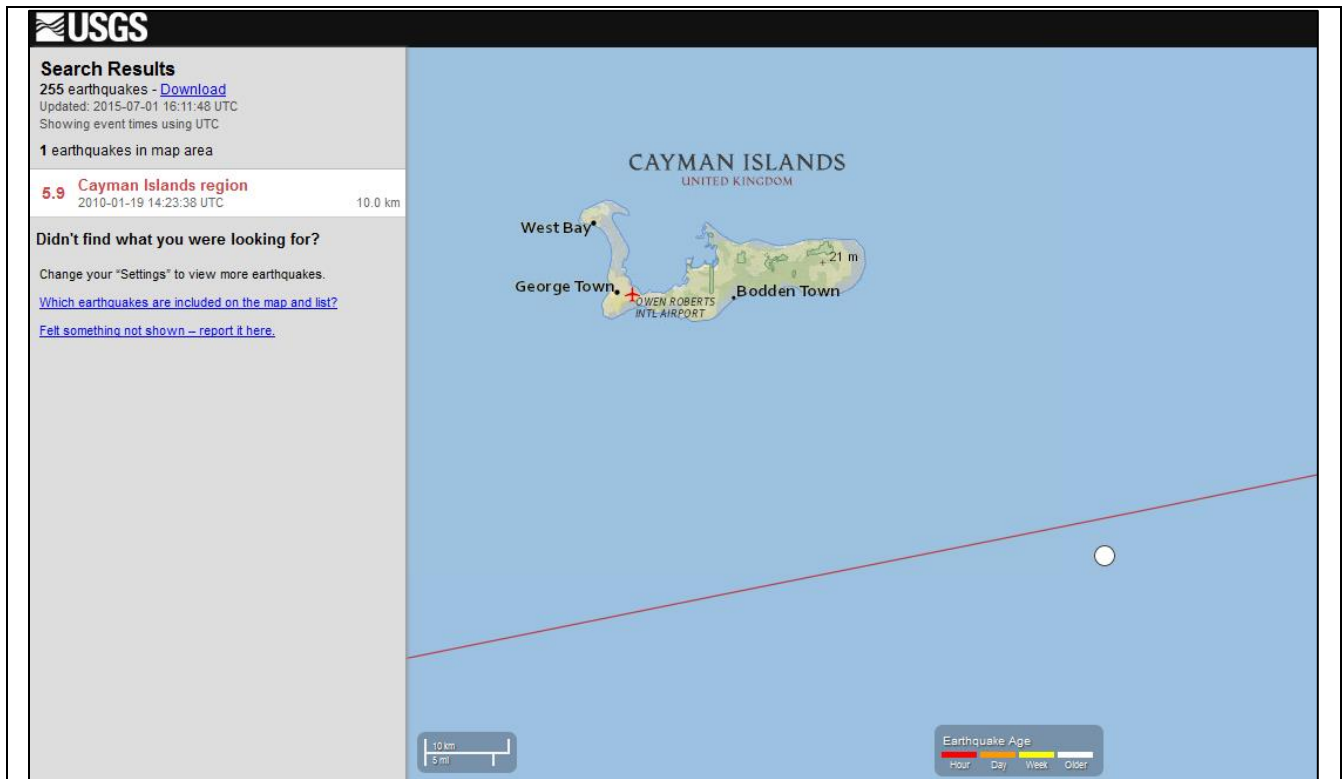 USGS
Search Results
255 earthquakes - Download
Updated: 2015-07-01 16:11:48 UTC
Showing event times using UTC
1 earthquakes in map area
5.9 Cayman Islands region
2010-01-19 14:23:38 UTC 10.0 km
Didn't find what you were looking for?
Change your “Settings” to view more earthquakes.
Which earthquakes are included on the map and list?
Felt something not shown – report it here.
CAYMAN ISLANDS
UNITED KINGDOM
West Bay
21 m
George Town
OWEN ROBERTS
INTL AIRPORT
Bodden Town
10 km
5 mi
Earthquake Age
Hour Day Week Older